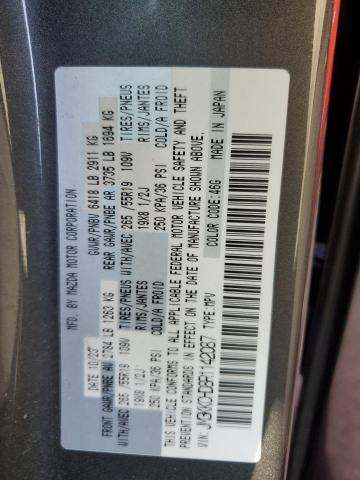 MFD. BY MAZDA MOTOR CORPORATION
DATE 10/23 GVWR/PNBV 6418 LB 2911 KG
FRONT GAWR/PNBE AV 2784 LB 1263 KG REAR GAWR/PNBE AR 3735 LB 1694 KG
WITH/AVEC 265 /55R19 109V TIRES/PNEUS WITH/AVEC 265 /55R19 109V TIRES/PNEUS
19X8 1/2J RIMS/JANTES 19X8 1/2J RIMS/JANTES
250 KPA/36 PSI COLD/A FROID 250 KPA/36 PSI COLD/A FROID
THIS VEHICLE CONFORMS TO ALL APPLICABLE FEDERAL MOTOR VEHICLE SAFETY AND THEFT
PREVENTION STANDARDS IN EFFECT ON THE DATE OF MANUFACTURE SHOWN ABOVE.
COLOR CODE:46G MADE IN JAPAN
VIN: TYPE:MPV